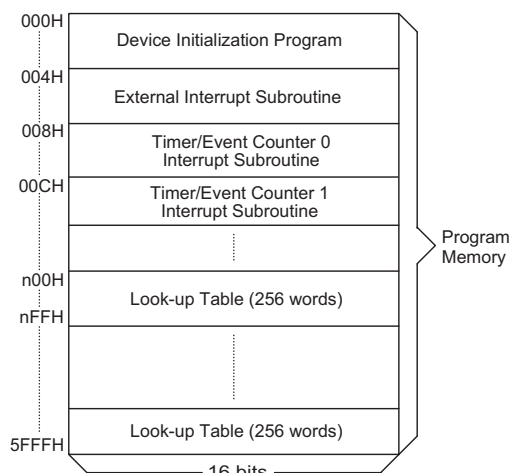 000H
Device Initialization Program
004H
External Interrupt Subroutine
008H
Timer/Event Counter 0
Interrupt Subroutine
00CH
Timer/Event Counter 1
Interrupt Subroutine
Program
Memory
n00H
Look-up Table (256 words)
nFFH
Look-up Table (256 words)
5FFFH
16 bits